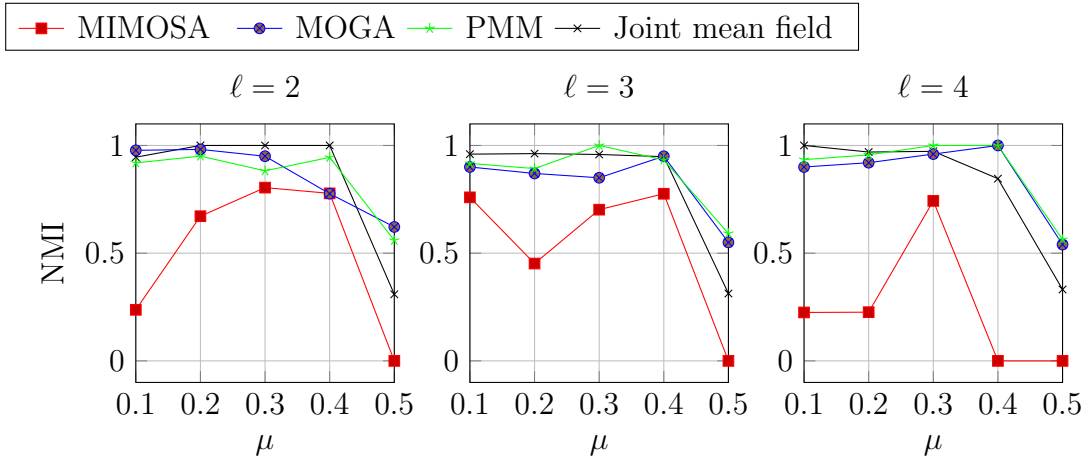 MIMOSA MOGA PMM Joint mean field
ℓ = 2 ℓ = 3 ℓ = 4
1 1 1
0.5 0.5 0.5
0 0 0
NMI
0.1 0.2 0.3 0.4 0.5 0.1 0.2 0.3 0.4 0.5 0.1 0.2 0.3 0.4 0.5
μ μ μ